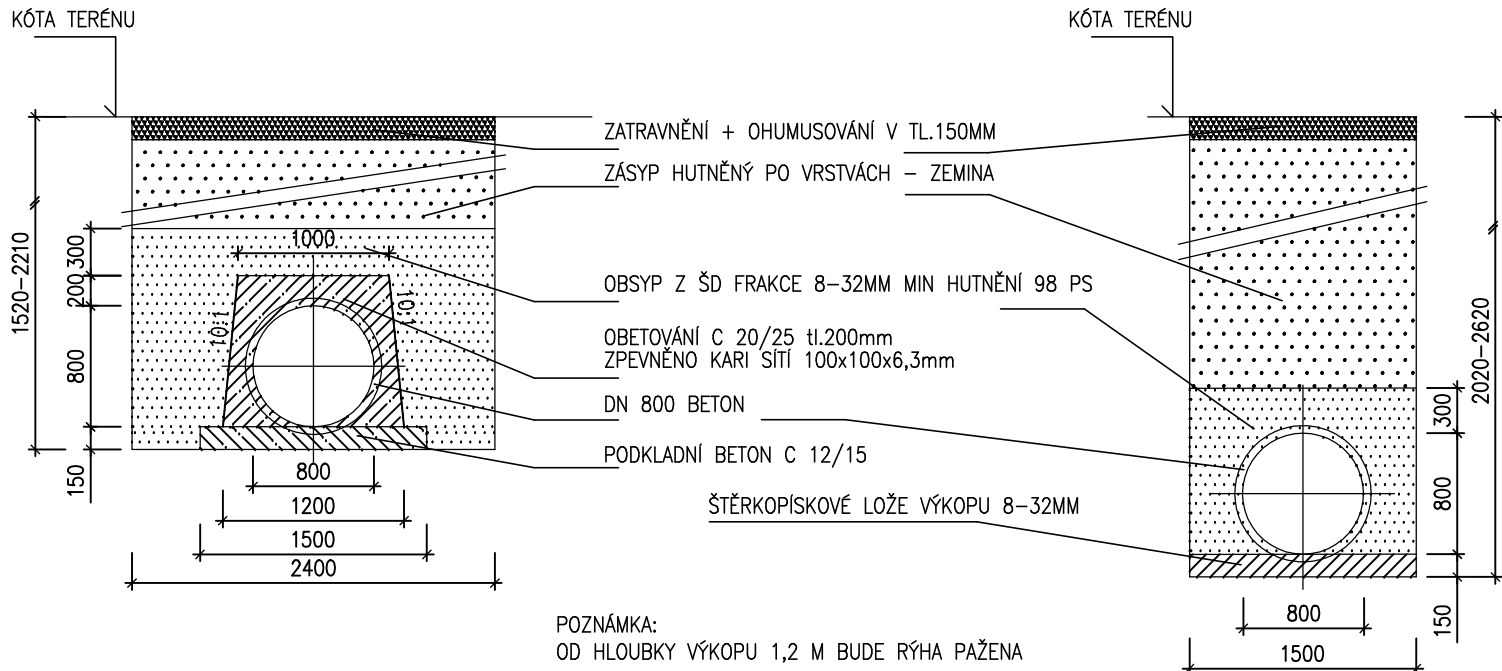 KÓTA TERÉNU
KÓTA TERÉNU
ZATRAVNĚNÍ + OHUMUSOVÁNÍ V TL.150MM
ZÁSYP HUTNĚNÝ PO VRSTVÁCH – ZEMINA
OBSYP Z ŠD FRAKCE 8–32MM MIN HUTNĚNÍ 98 PS
OBETOVÁNÍ C 20/25 tl.200mm
ZPEVNĚNO KARI SÍTÍ 100x100x6,3mm
DN 800 BETON
PODKLADNÍ BETON C 12/15
ŠTĚRKOPÍSKOVÉ LOŽE VÝKOPU 8–32MM
1520–2210
300
200
800
150
1000
10:1
10:1
800
1200
1500
2400
2020–2620
300
800
150
800
1500
POZNÁMKA:
OD HLOUBKY VÝKOPU 1,2 M BUDE RÝHA PAŽENA